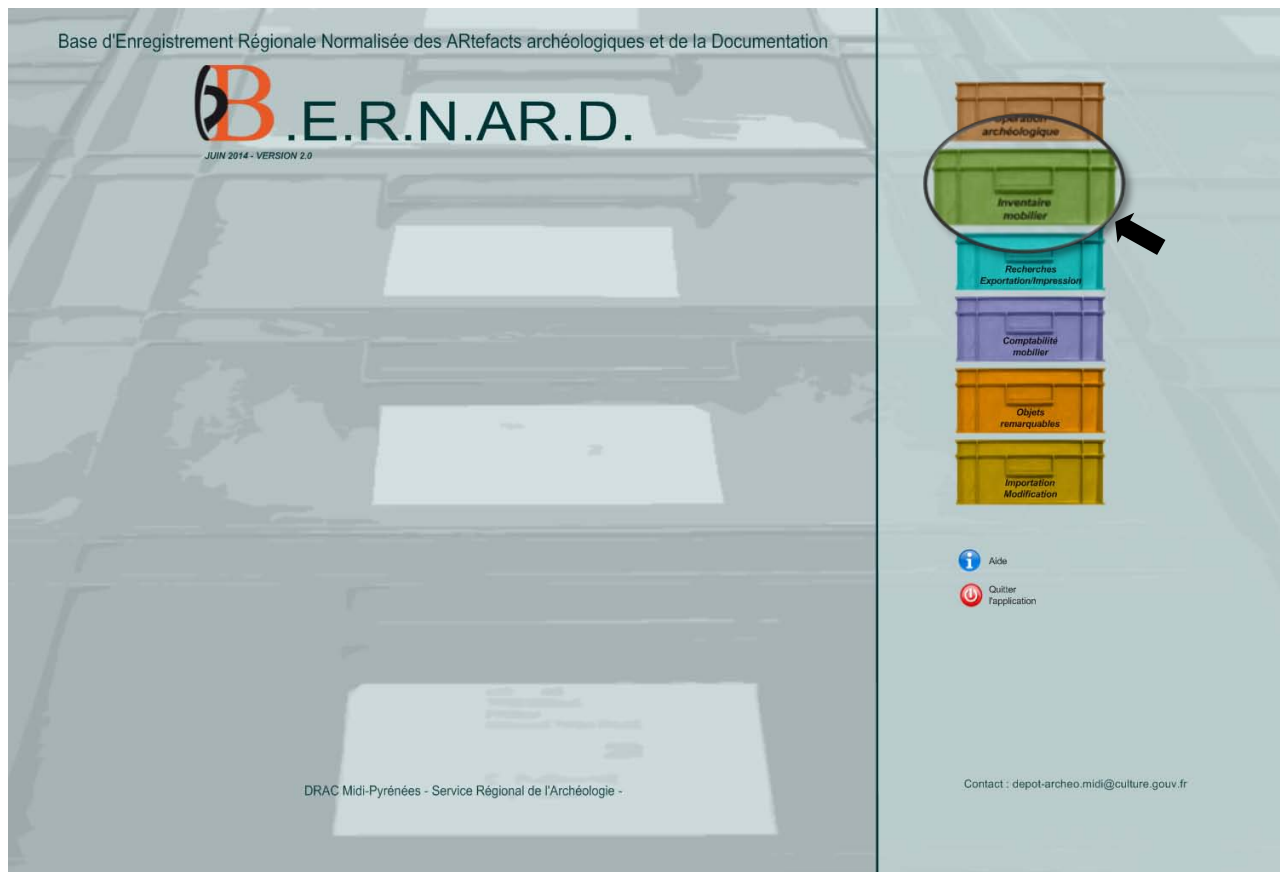 Base d'Enregistrement Régionale Normalisée des ARtefacts archéologiques et de la Documentation
B.E.R.N.AR.D.
JUIN 2014 - VERSION 2.0
Opération
archéologique
Inventaire
mobilier
Recherches
Exportation/Impression
Comptabilité
mobilier
Objets
remarquables
Importation
Modification
Aide
Quitter
l'application
DRAC Midi-Pyrénées - Service Régional de l'Archéologie -
Contact : depot-archeo.midi@culture.gouv.fr